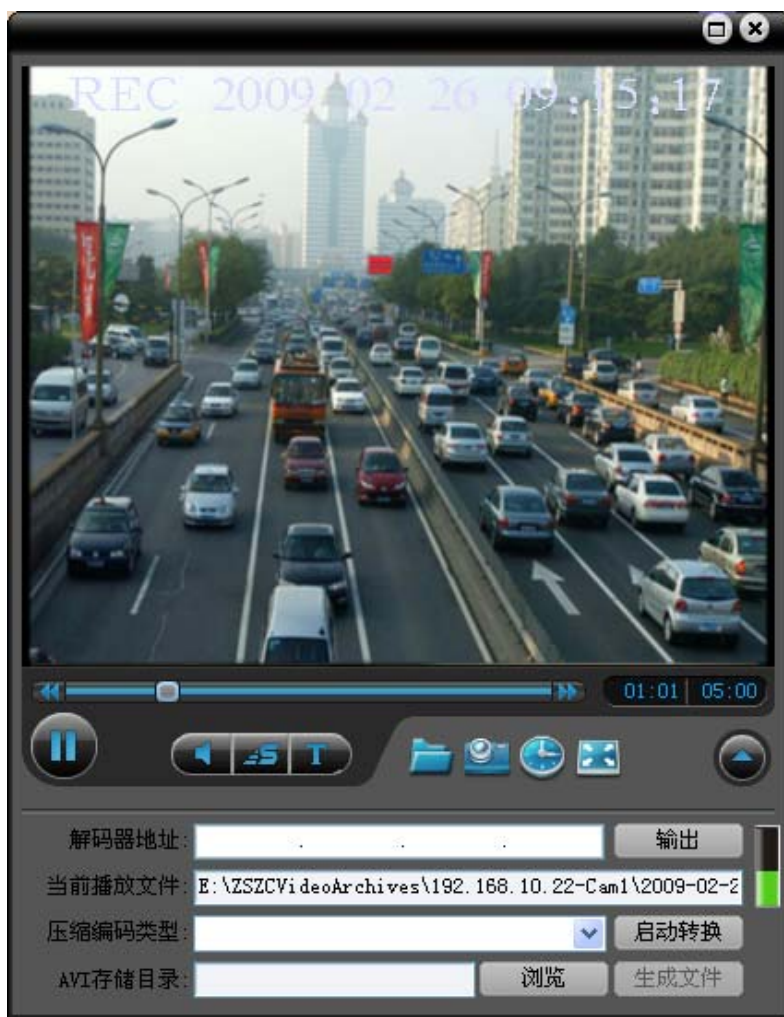 REC 2009 02 26 09:15:17
01:01 05:00
S T
解码器地址: . . . 输出
当前播放文件: E:\ZSZCVideoArchives\192.168.10.22-Cam1\2009-02-2
压缩编码类型: 启动转换
AVI存储目录: 浏览 生成文件